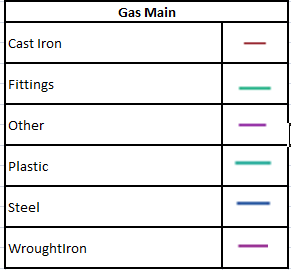 Gas Main
Cast Iron
Fittings
Other
Plastic
Steel
WroughtIron